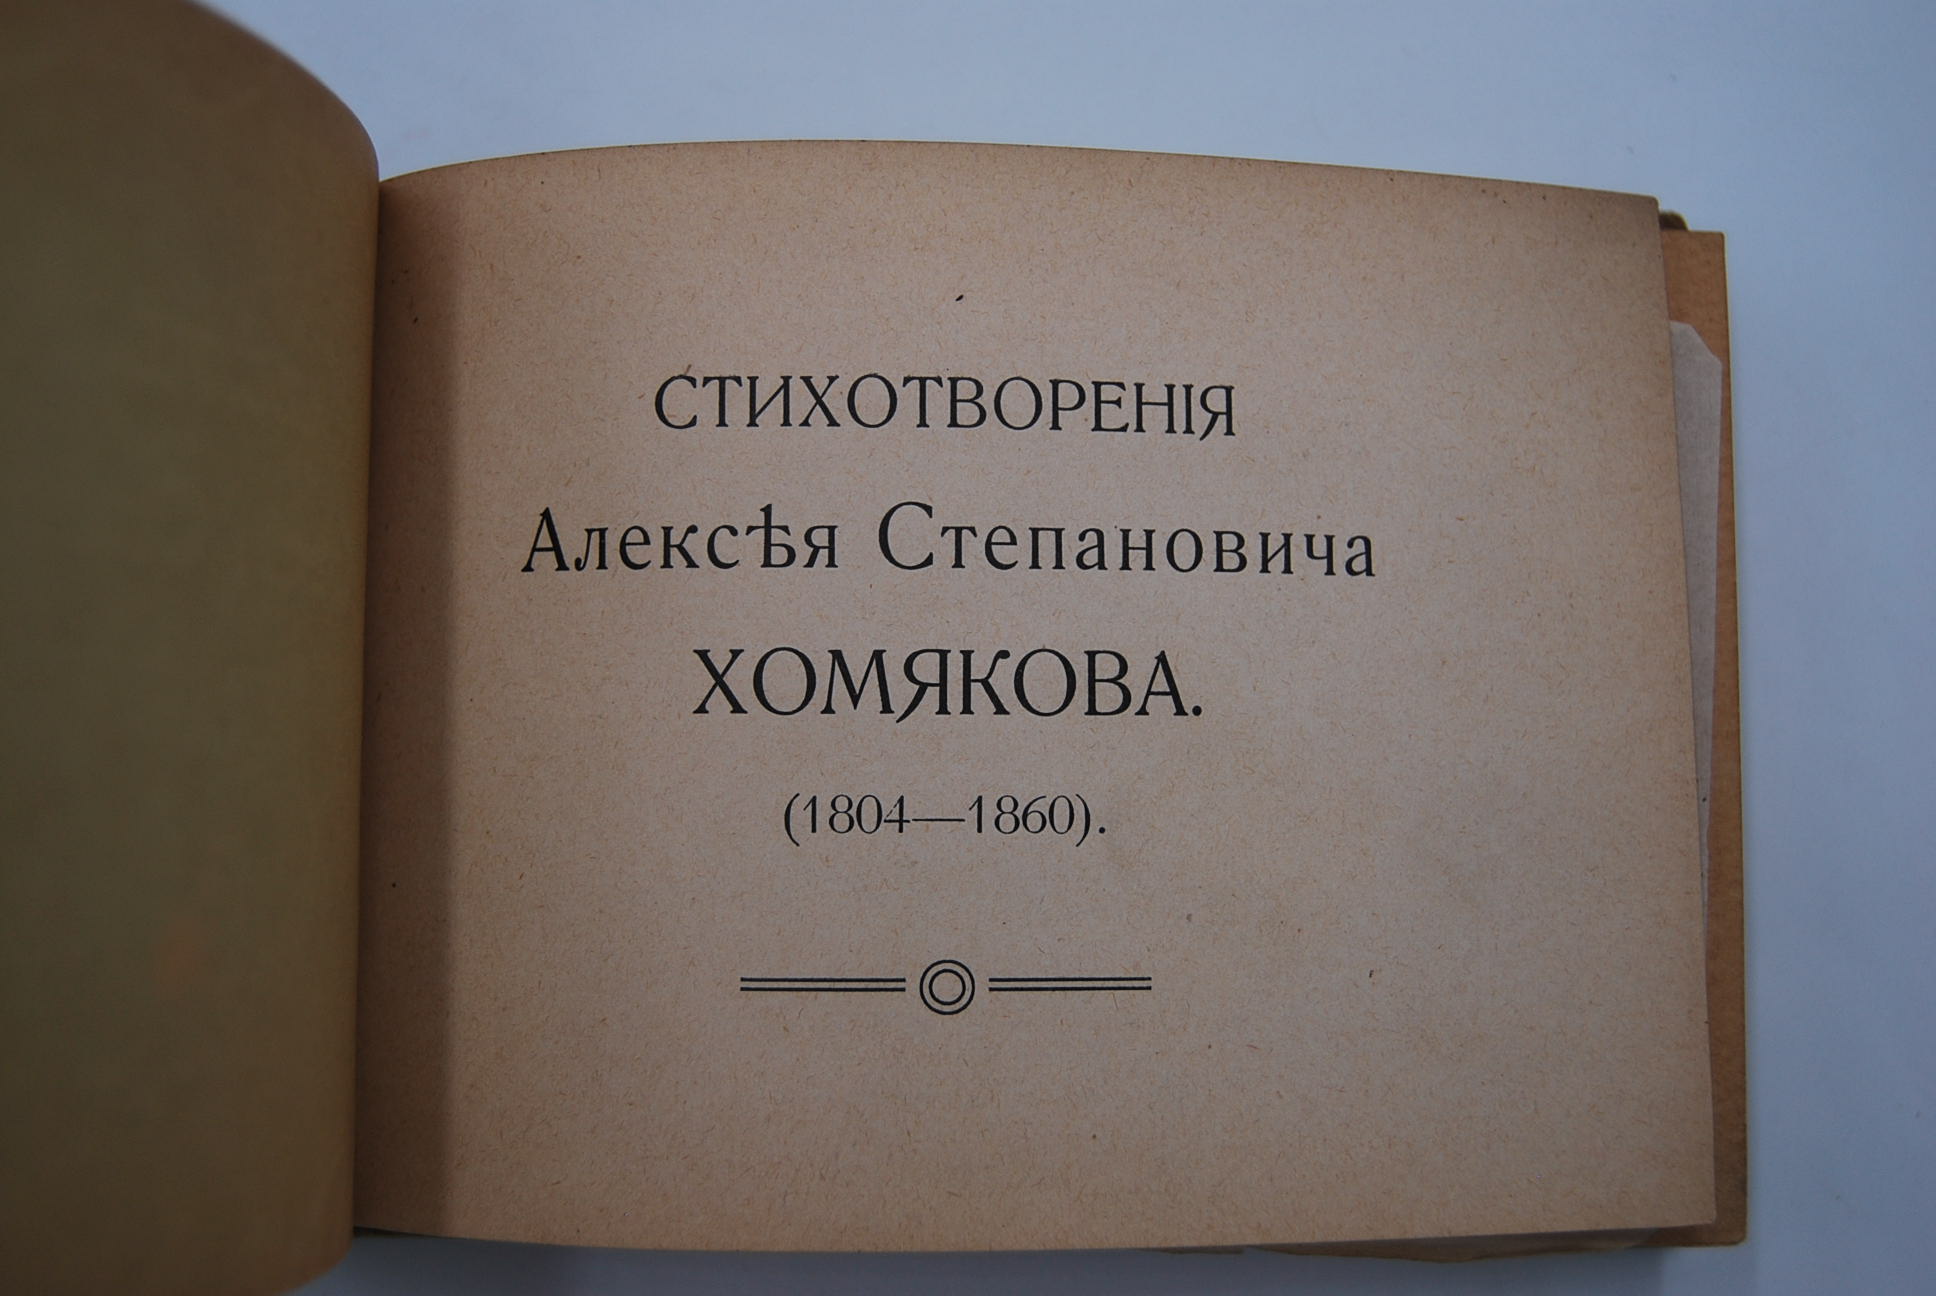 СТИХОТВОРЕНІЯ
Алексѣя Степановича
ХОМЯКОВА.
(1804—1860).